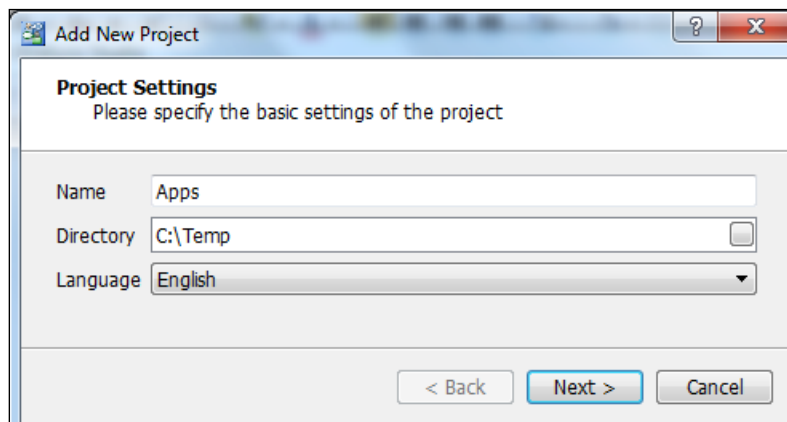 Add New Project
Project Settings
Please specify the basic settings of the project
Name Apps
Directory C:\Temp
Language English
< Back Next > Cancel